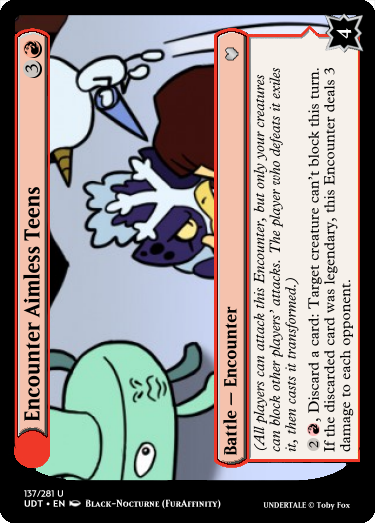 Encounter Aimless Teens 3
Battle — Encounter
(All players can attack this Encounter, but only your creatures
can block other players' attacks. The player who defeats it exiles
it, then casts it transformed.)
2 , Discard a card: Target creature can't block this turn.
If the discarded card was legendary, this Encounter deals 3
damage to each opponent.
4
137/281 U
UDT • EN Black-Nocturne (FurAffinity)
UNDERTALE © Toby Fox